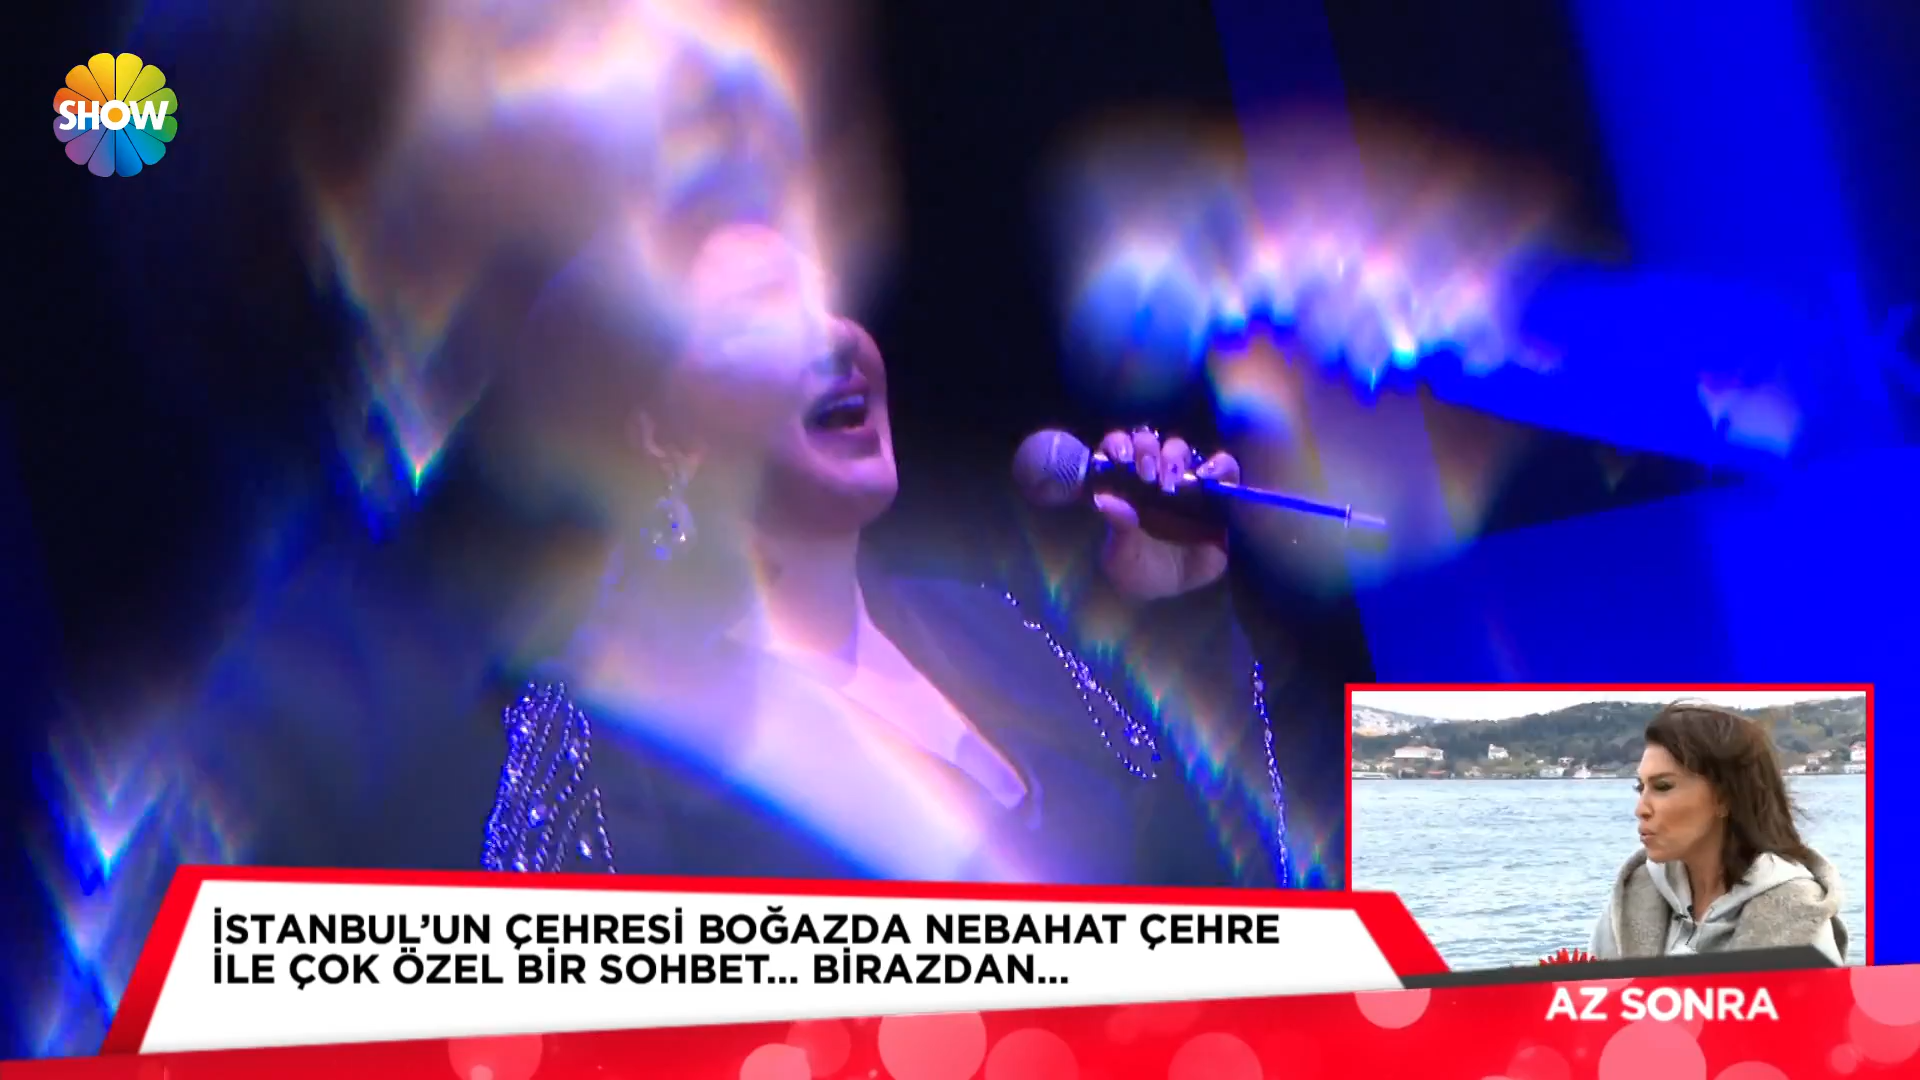 SHOW
İSTANBUL'UN ÇEHRESİ BOĞAZDA NEBAHAT ÇEHRE
İLE ÇOK ÖZEL BİR SOHBET... BİRAZDAN...
AZ SONRA